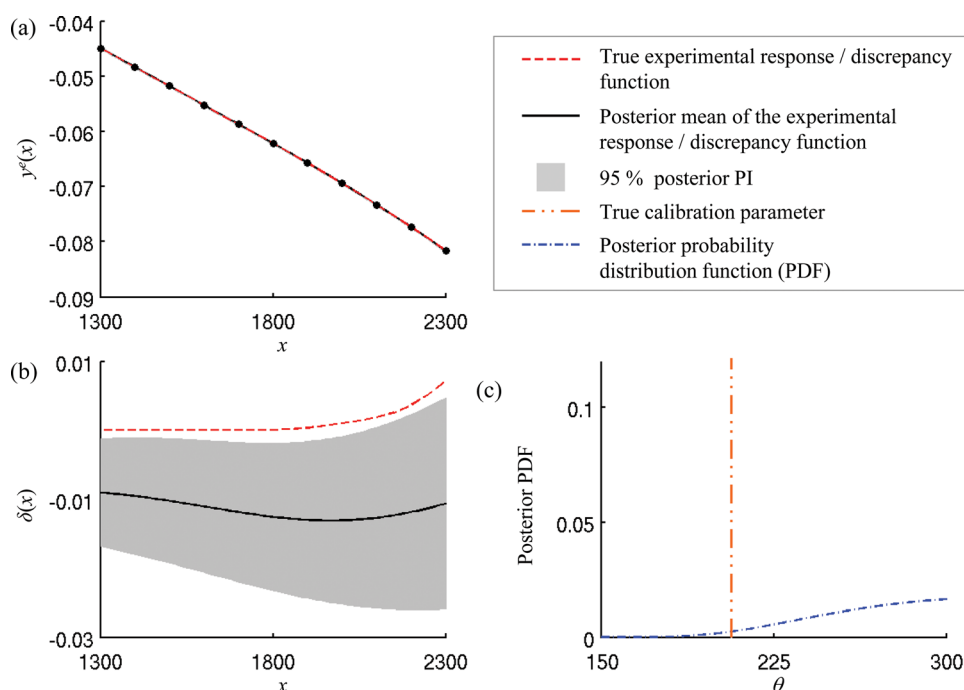 (a)
-0.04
-0.05
-0.06
-0.07
-0.08
-0.09
yᵉ(x)
1300
1800
2300
x
True experimental response / discrepancy
function
Posterior mean of the experimental
response / discrepancy function
95 % posterior PI
True calibration parameter
Posterior probability
distribution function (PDF)
(b)
0.01
-0.01
-0.03
δ(x)
1300
1800
2300
x
(c)
0.1
0.05
0
Posterior PDF
150
225
300
θ